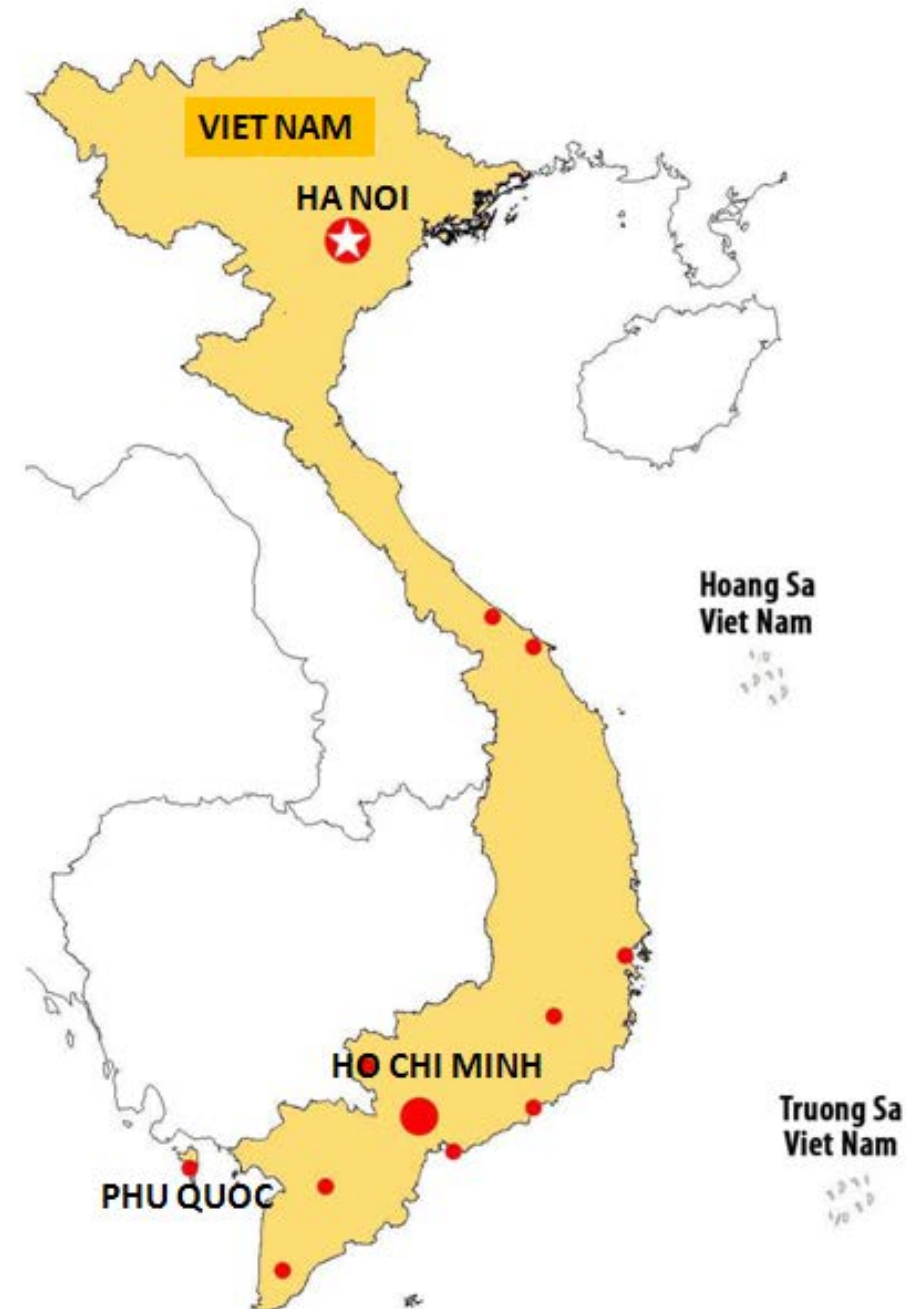 VIET NAM
HA NOI
Hoang Sa
Viet Nam
HO CHI MINH
Truong Sa
Viet Nam
PHU QUOC